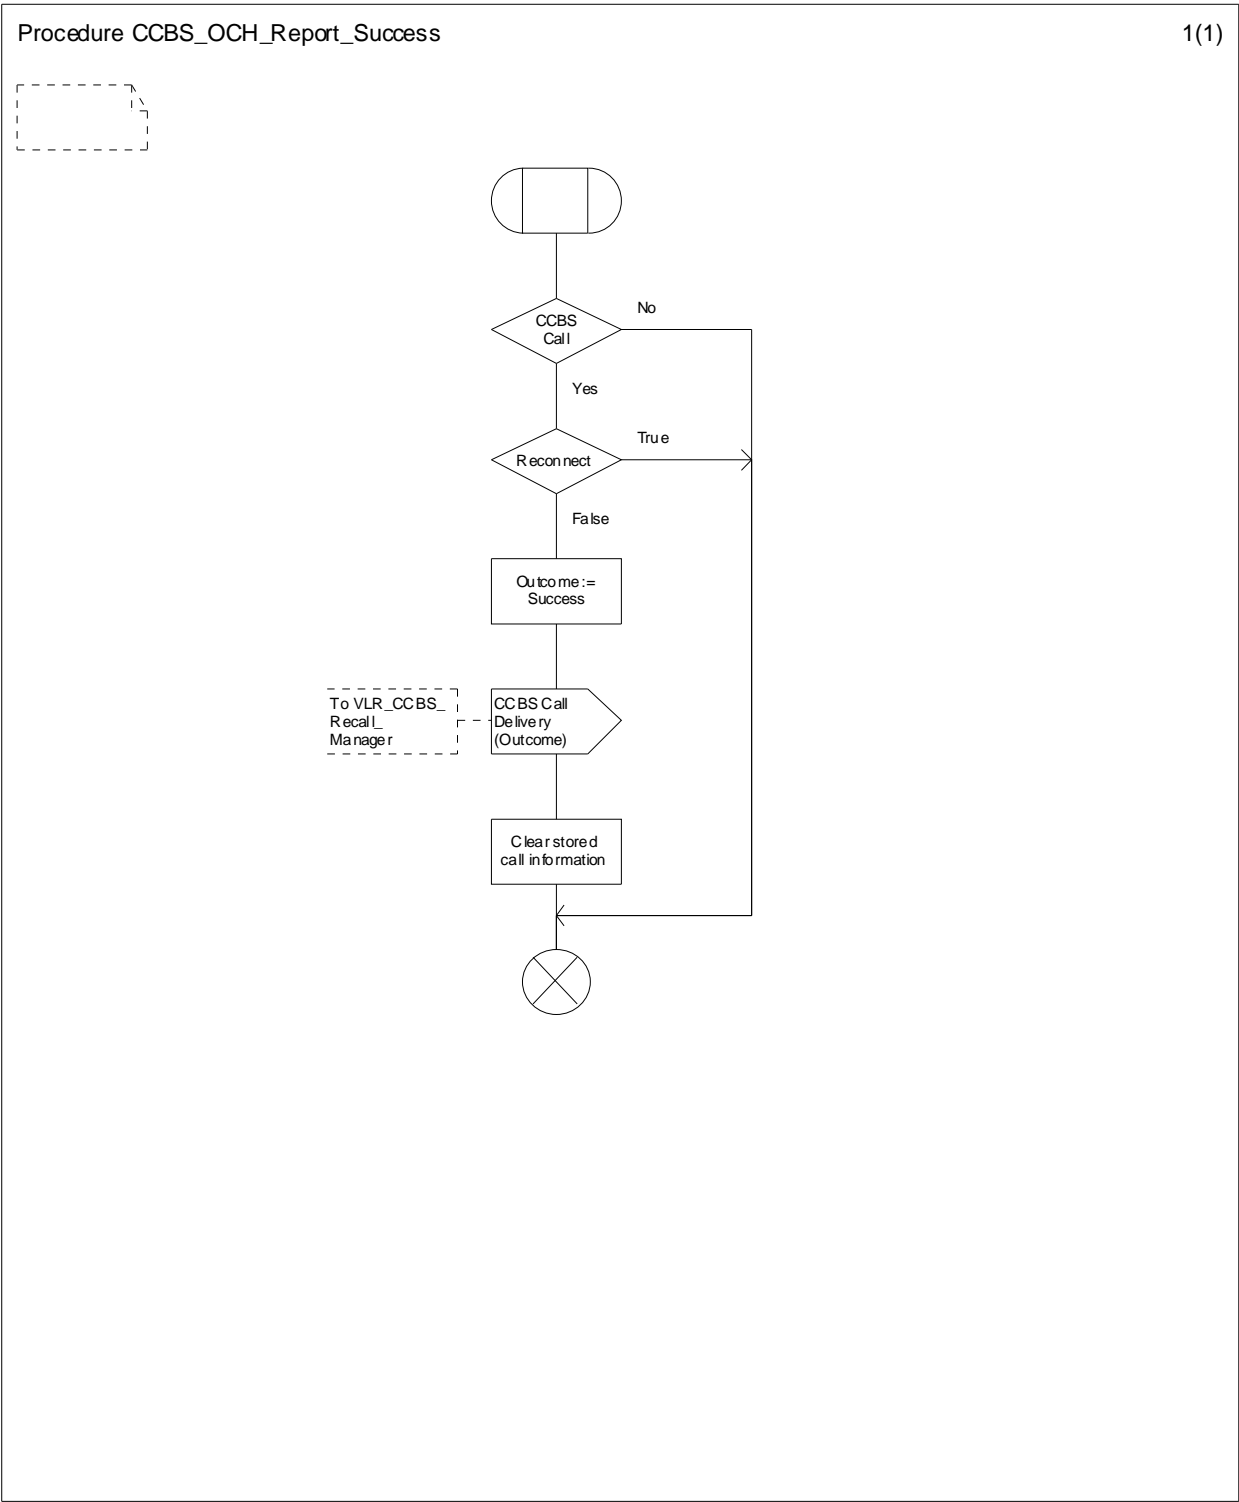 Procedure CCBS_OCH_Report_Success
1(1)
CCBS
Call
No
Yes
Reconnect
True
False
Outcome:=
Success
To VLR_CCBS_
Recall_
Manager
CCBS Call
Delivery
(Outcome)
Clear stored
call information